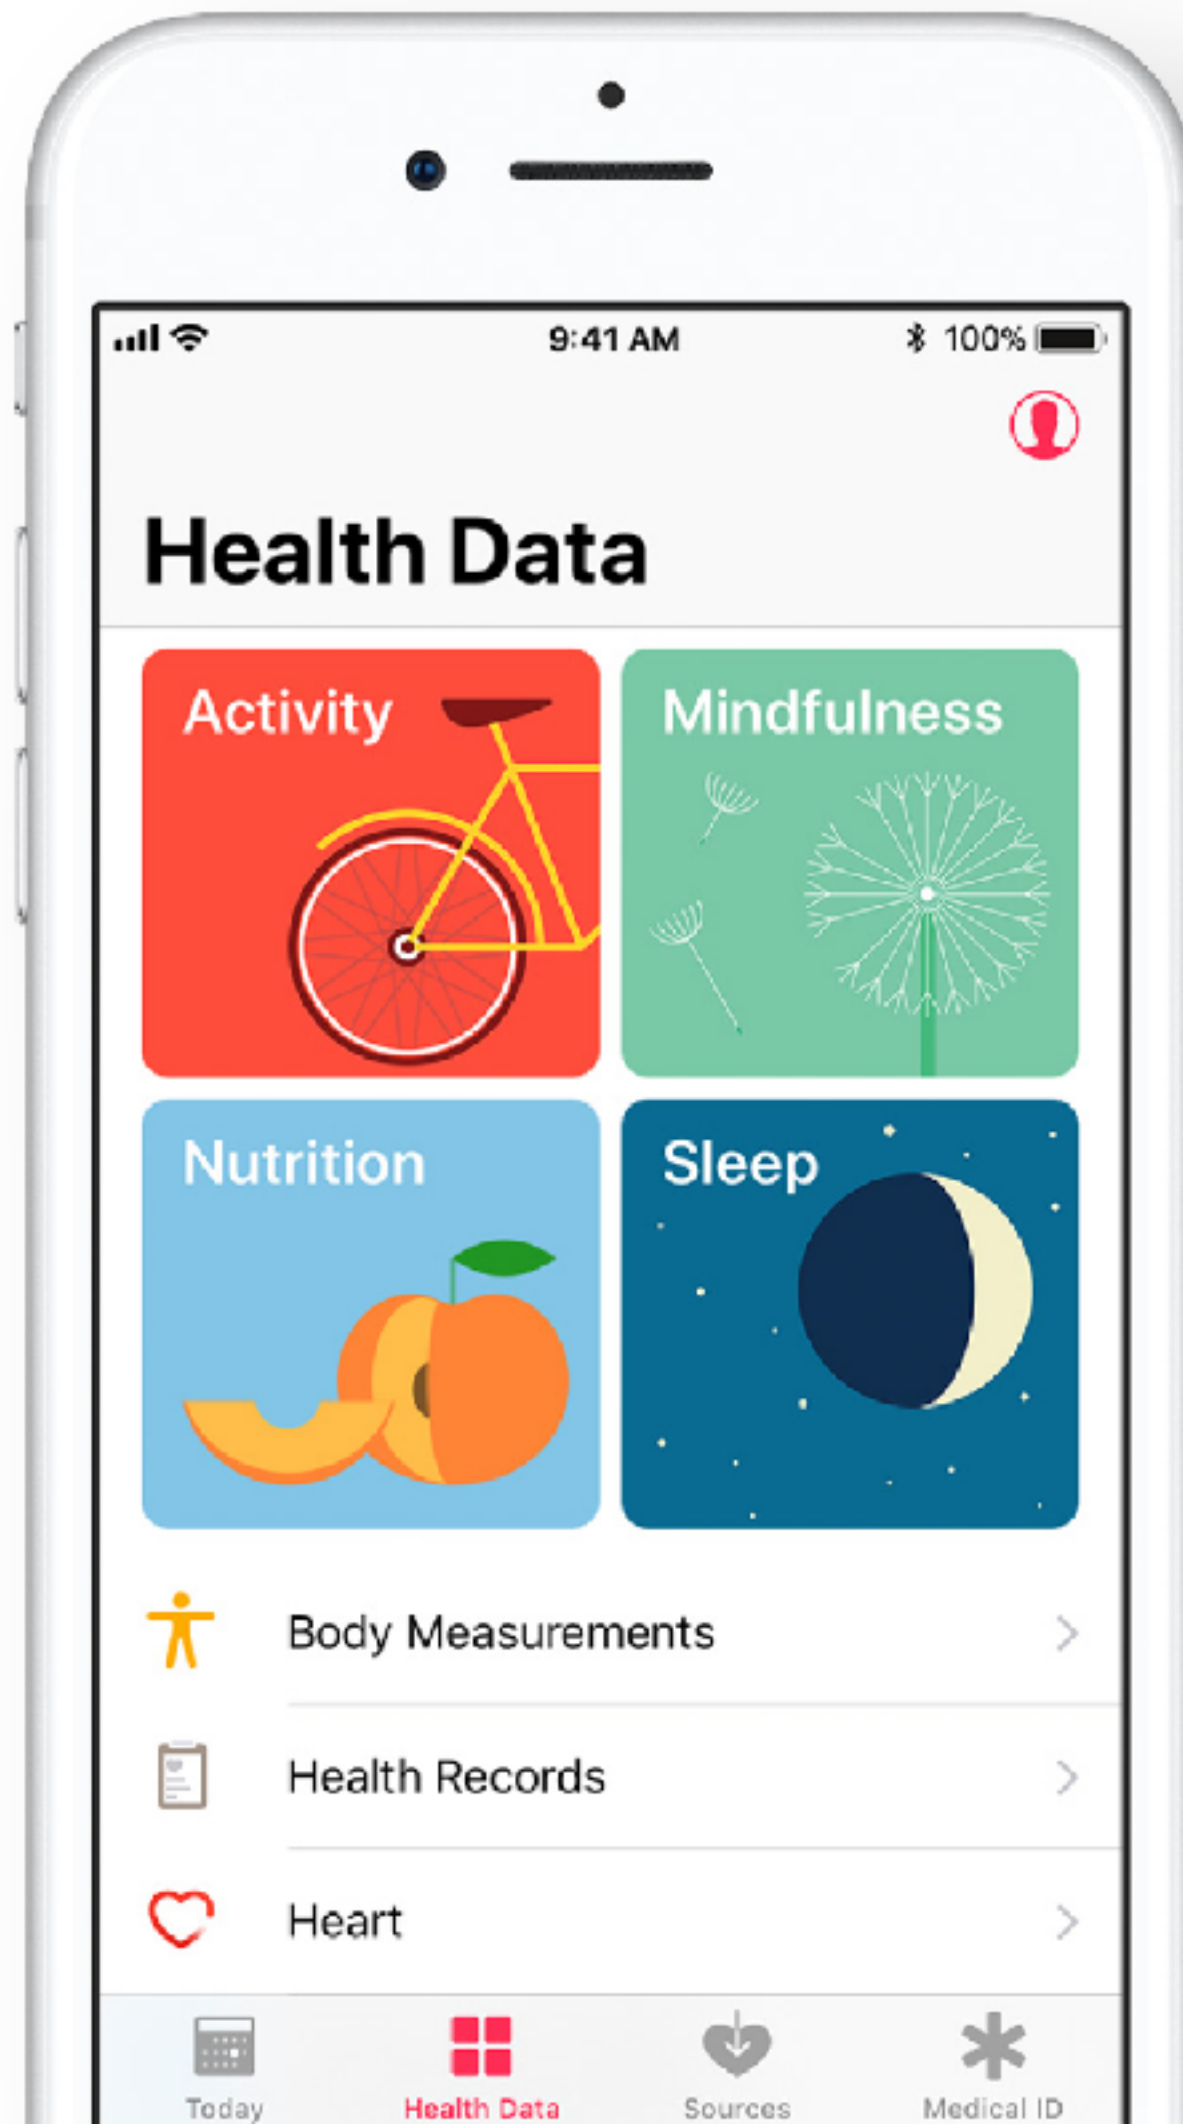 9:41 AM 100%
Health Data
Activity Mindfulness
Nutrition Sleep
Body Measurements
Health Records
Heart
Today Health Data Sources Medical ID